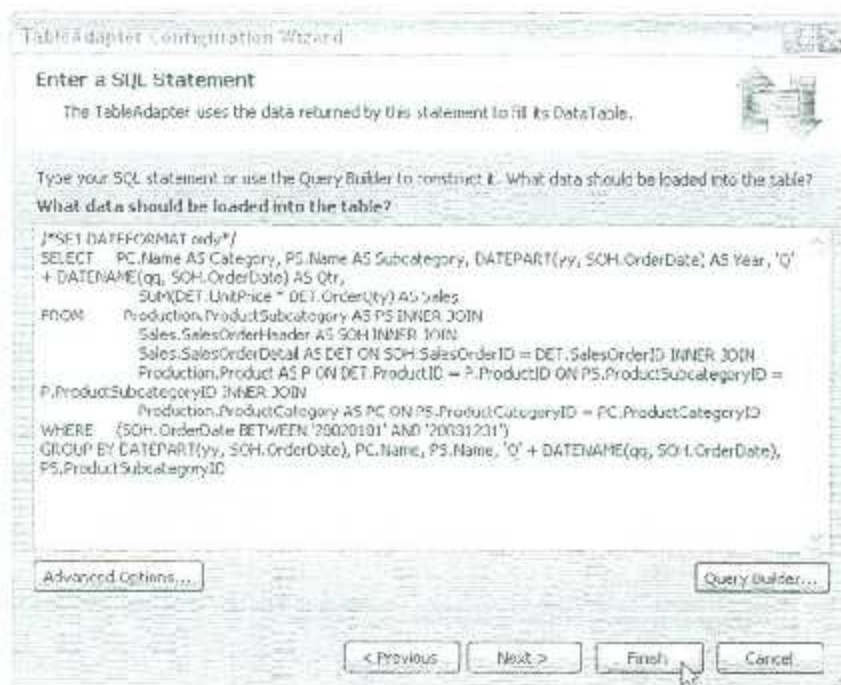 TableAdapter Configuration Wizard
Enter a SQL Statement
The TableAdapter uses the data returned by this statement to fill its DataTable.
Type your SQL statement or use the Query Builder to construct it. What data should be loaded into the table?
What data should be loaded into the table?
/*SET DATEFORMAT mdy*/
SELECT PC.Name AS Category, PS.Name AS Subcategory, DATEPART(yy, SOH.OrderDate) AS Year, 'Q'
+ DATENAME(qq, SOH.OrderDate) AS Qtr,
SUM(DET.UnitPrice * DET.OrderQty) AS Sales
FROM Production.ProductSubcategory AS PS INNER JOIN
Sales.SalesOrderHeader AS SOH INNER JOIN
Sales.SalesOrderDetail AS DET ON SOH.SalesOrderID = DET.SalesOrderID INNER JOIN
Production.Product AS P ON DET.ProductID = P.ProductID ON PS.ProductSubcategoryID =
P.ProductSubcategoryID INNER JOIN
Production.ProductCategory AS PC ON PS.ProductCategoryID = PC.ProductCategoryID
WHERE (SOH.OrderDate BETWEEN '20020101' AND '20031231')
GROUP BY DATEPART(yy, SOH.OrderDate), PC.Name, PS.Name, 'Q' + DATENAME(qq, SOH.OrderDate),
PS.ProductSubcategoryID
Advanced Options...
Query Builder...
< Previous
Next >
Finish
Cancel